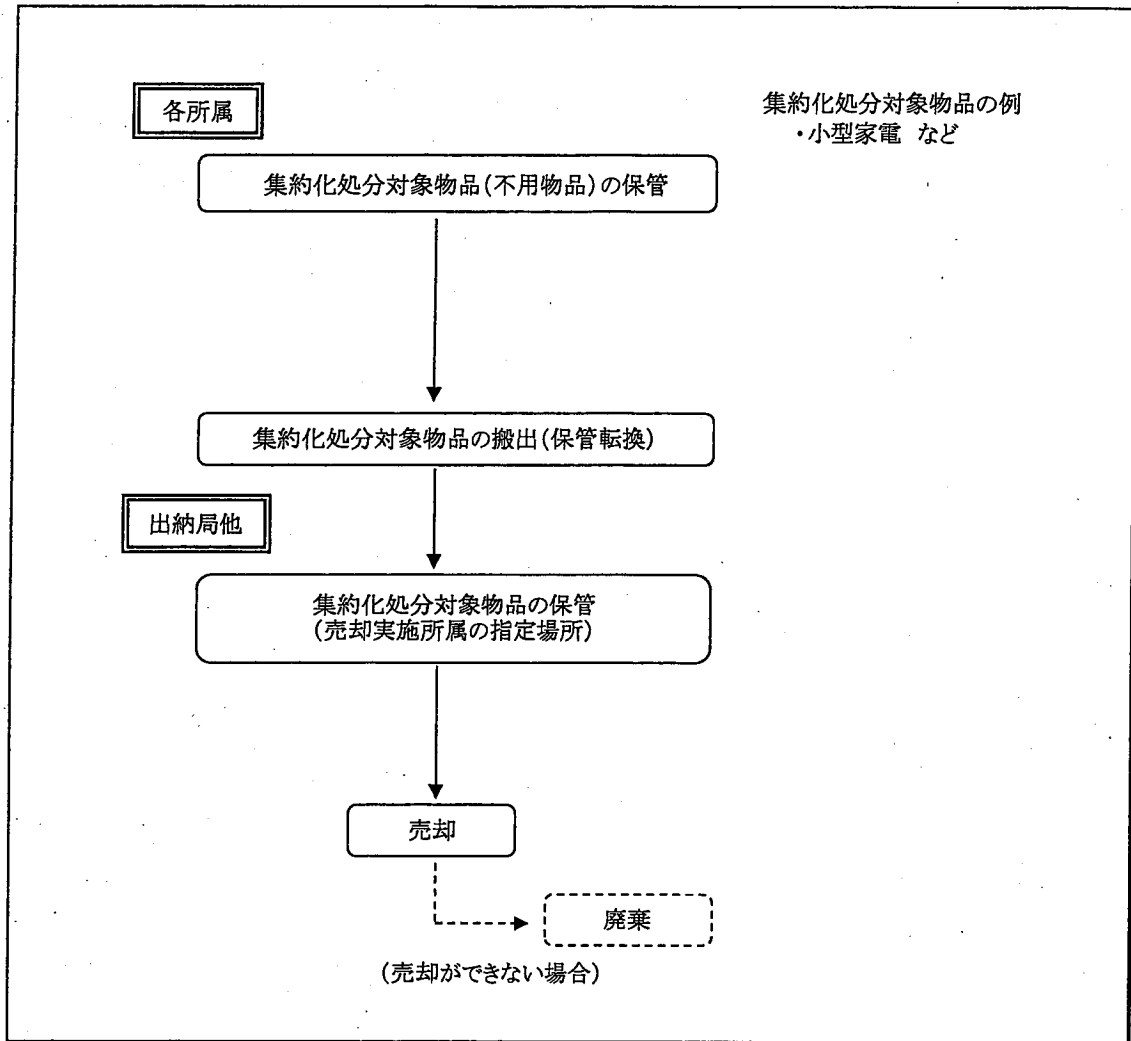 各所属
集約化処分対象物品の例
・小型家電 など
集約化処分対象物品(不用物品)の保管
集約化処分対象物品の搬出(保管転換)
出納局他
集約化処分対象物品の保管
(売却実施所属の指定場所)
売却
廃棄
(売却ができない場合)